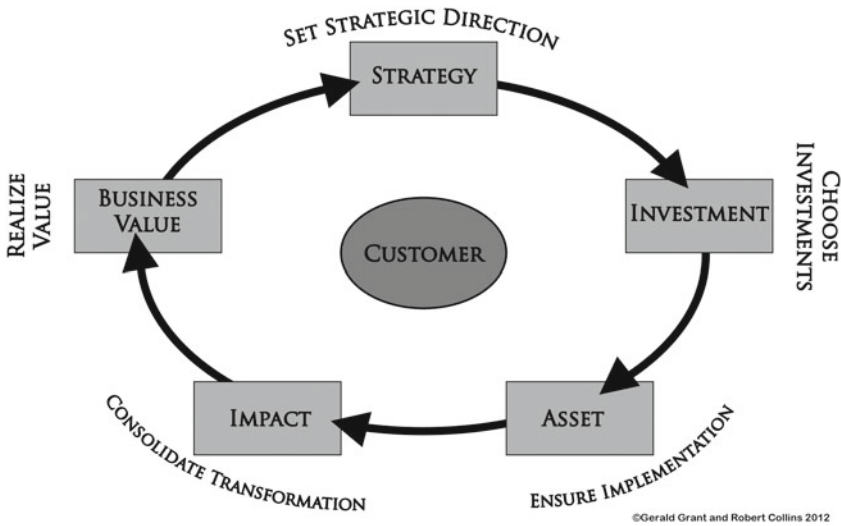 SET STRATEGIC DIRECTION
STRATEGY
CHOOSE
INVESTMENTS
INVESTMENT
REALIZE
VALUE
BUSINESS
VALUE
CUSTOMER
ASSET
ENSURE IMPLEMENTATION
IMPACT
CONSOLIDATE TRANSFORMATION
©Gerald Grant and Robert Collins 2012